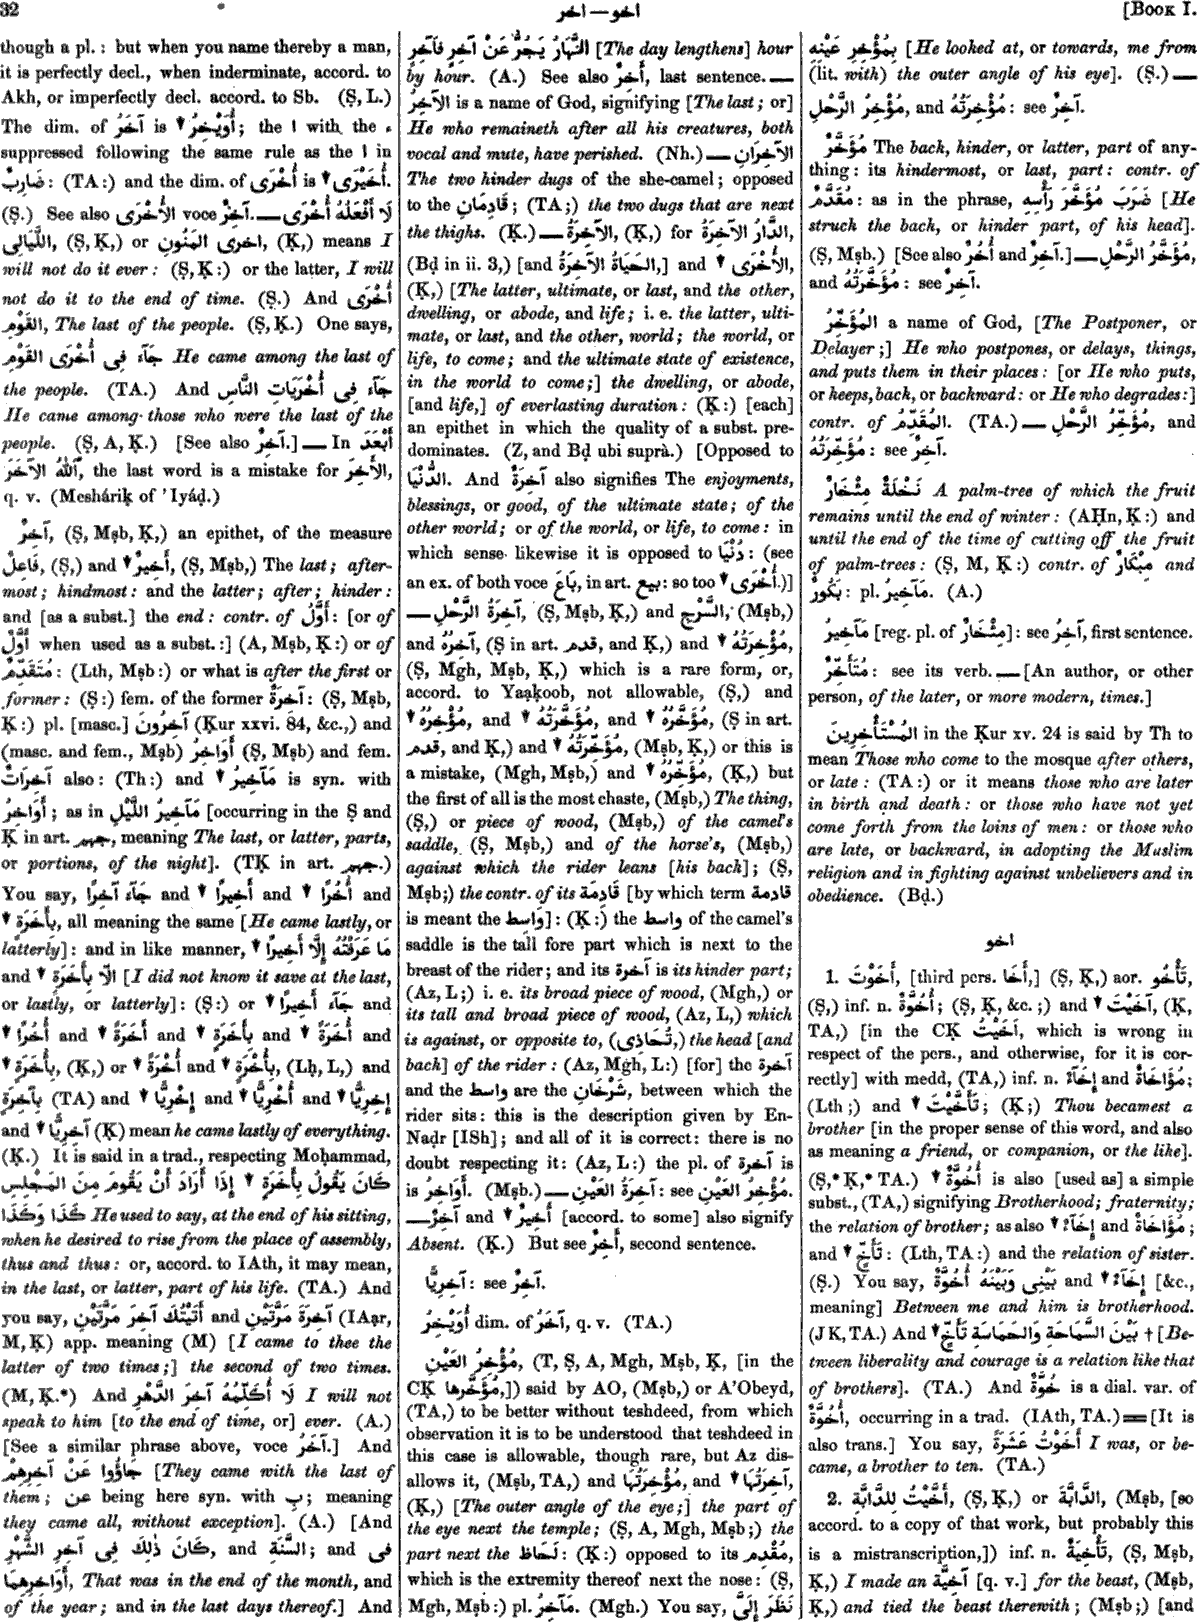 32
اخر — اخو
[BOOK I.
though a pl.: but when you name thereby a man,
it is perfectly decl., when inderminate, accord. to
Akh, or imperfectly decl. accord. to Sb. (Ṣ, L.)
The dim. of آخَرُ is ▼ أُوَيْخِرُ; the ا with the ء
suppressed following the same rule as the ا in
ضَارِبٌ: (TA:) and the dim. of أُخْرَى is ▼ أُخَيْرَى.
(Ṣ.) See also الأُخْرَى voce آخِرٌ. — لَا أَفْعَلُهُ أُخْرَى
اللَّيَالِى, (Ṣ, Ḳ,) or اخرى المَنُونِ, (Ḳ,) means I
will not do it ever: (Ṣ, Ḳ:) or the latter, I will
not do it to the end of time. (Ṣ.) And أُخْرَى
القَوْمِ, The last of the people. (Ṣ, Ḳ.) One says,
جَآءَ فِى أُخْرَى القَوْمِ He came among the last of
the people. (TA.) And جَآءَ فِى أُخْرَيَاتِ النَّاسِ
He came among those who were the last of the
people. (Ṣ, A, Ḳ.) [See also آخِرٌ.] — In أَبْعَدَ
ٱللّٰهُ الآخَرَ, the last word is a mistake for الأَخِرَ,
q. v. (Meshárik of 'Iyáḍ.)
آخِرٌ, (Ṣ, Mṣb, Ḳ,) an epithet, of the measure
فَاعِلٌ, (Ṣ,) and ▼ أَخِيرٌ, (Ṣ, Mṣb,) The last; after-
most; hindmost: and the latter; after; hinder:
and [as a subst.] the end: contr. of أَوَّلُ: [or of
أَوَّلٌ when used as a subst.:] (A, Mṣb, Ḳ:) or of
مُتَقَدِّمٌ: (Lth, Mṣb:) or what is after the first or
former: (Ṣ:) fem. of the former آخِرَةٌ: (Ṣ, Mṣb,
Ḳ:) pl. [masc.] آخِرُونَ (Ḳur xxvi. 84, &c.,) and
(masc. and fem., Mṣb) أَوَاخِرُ (Ṣ, Mṣb) and fem.
آخِرَاتٌ also: (Th:) and ▼ مَآخِيرُ is syn. with
أَوَاخِرُ; as in مَآخِيرُ اللَّيْلِ [occurring in the Ṣ and
Ḳ in art. جهم, meaning The last, or latter, parts,
or portions, of the night]. (TḲ in art. جهم.)
You say, جَآءَ آخِرًا and ▼ أَخِيرًا and ▼ أُخُرًا and
▼ بِأَخَرَةٍ, all meaning the same [He came lastly, or
latterly]: and in like manner, ▼ مَا عَرَفْتُهُ إِلَّا أَخِيرًا
and ▼ الّا بِأَخَرَةٍ [I did not know it save at the last,
or lastly, or latterly]: (Ṣ:) or ▼ جَآءَ أَخِيرًا and
▼ أُخُرًا and ▼ أَخَرَةً and ▼ بِأَخَرَةٍ and ▼ أُخَرَةً and
▼ بِأُخَرَةٍ, (Ḳ,) or ▼ أُخْرَةً and ▼ بِأُخْرَةٍ, (Lḥ, L,) and
بِآخِرَةٍ (TA) and ▼ أُخْرِيًّا and ▼ إِخْرِيًّا and ▼ إِخِرِيًّا
and ▼ آخِرِيًّا (Ḳ) mean he came lastly of everything.
(Ḳ.) It is said in a trad., respecting Moḥammad,
كَانَ يَقُولُ بِأَخَرَةٍ ▼ إِذَا أَرَادَ أَنْ يَقُومَ مِنَ المَجْلِسِ
كَذَا وَكَذَا He used to say, at the end of his sitting,
when he desired to rise from the place of assembly,
thus and thus: or, accord. to IAth, it may mean,
in the last, or latter, part of his life. (TA.) And
you say, أَتَيْتُكَ آخِرَ مَرَّتَيْنِ and آخِرَةَ مَرَّتَيْنِ (IAạr,
M, Ḳ) app. meaning (M) [I came to thee the
latter of two times;] the second of two times.
(M, Ḳ.*) And لَا أُكَلِّمُهُ آخِرَ الدَّهْرِ I will not
speak to him [to the end of time, or] ever. (A.)
[See a similar phrase above, voce آخَرُ.] And
جَاؤُوا عَنْ آخِرِهِمْ [They came with the last of
them; عن being here syn. with بِ; meaning
they came all, without exception]. (A.) [And
كَانَ ذٰلِكَ فِى آخِرِ الشَّهْرِ, and السَّنَةِ; and فى
أَوَاخِرِهِمَا, That was in the end of the month, and
of the year; and in the last days thereof.] And
النَّهَارُ يَجُرُّ عَنْ آخِرٍ فَآخِرٍ [The day lengthens] hour
by hour. (A.) See also أَخِرٌ, last sentence. —
الآخِرُ is a name of God, signifying [The last; or]
He who remaineth after all his creatures, both
vocal and mute, have perished. (Nh.) — الآخِرَانِ
The two hinder dugs of the she-camel; opposed
to the قَادِمَانِ; (TA;) the two dugs that are next
the thighs. (Ḳ.) — الآخِرَةُ, (Ḳ,) for الدَّارُ الآخِرَةُ,
(Bḍ in ii. 3,) [and الحَيَاةُ الآخِرَةُ,] and ▼ الأُخْرَى,
(Ḳ,) [The latter, ultimate, or last, and the other,
dwelling, or abode, and life; i. e. the latter, ulti-
mate, or last, and the other, world; the world, or
life, to come; and the ultimate state of existence,
in the world to come;] the dwelling, or abode,
[and life,] of everlasting duration: (Ḳ:) [each]
an epithet in which the quality of a subst. pre-
dominates. (Z, and Bḍ ubi suprà.) [Opposed to
الدُّنْيَا. And آخِرَةٌ also signifies The enjoyments,
blessings, or good, of the ultimate state; of the
other world; or of the world, or life, to come: in
which sense likewise it is opposed to دُنْيَا: (see
an ex. of both voce بَاعَ, in art. بيع: so too ▼ أُخْرَى.)]
— آخِرَةُ الرَّحْلِ, (Ṣ, Mṣb, Ḳ,) and السَّرْجِ, (Mṣb,)
and آخِرُهُ, (Ṣ in art. قدم, and Ḳ,) and ▼ مُؤْخِرَتُهُ,
(Ṣ, Mgh, Mṣb, Ḳ,) which is a rare form, or,
accord. to Yaạḳoob, not allowable, (Ṣ,) and
▼ مُؤْخِرُهُ, and ▼ مُؤَخَّرَتُهُ, and ▼ مُؤَخَّرُهُ, (Ṣ in art.
قدم, and Ḳ,) and ▼ مُؤَخِّرَتُهُ, (Mṣb, Ḳ,) or this is
a mistake, (Mgh, Mṣb,) and ▼ مُؤَخِّرُهُ, (Ḳ,) but
the first of all is the most chaste, (Mṣb,) The thing,
(Ṣ,) or piece of wood, (Mṣb,) of the camel's
saddle, (Ṣ, Mṣb,) and of the horse's, (Mṣb,)
against which the rider leans [his back]; (Ṣ,
Mṣb;) the contr. of its قَادِمَة [by which term قادمة
is meant the وَاسِط]: (Ḳ:) the واسط of the camel's
saddle is the tall fore part which is next to the
breast of the rider; and its آخرة is its hinder part;
(Az, L;) i. e. its broad piece of wood, (Mgh,) or
its tall and broad piece of wood, (Az, L,) which
is against, or opposite to, (تُحَاذِى,) the head [and
back] of the rider: (Az, Mgh, L:) [for] the آخرة
and the واسط are the شَرْخَانِ, between which the
rider sits: this is the description given by En-
Naḍr [ISh]; and all of it is correct: there is no
doubt respecting it: (Az, L:) the pl. of آخرة is
is أَوَاخِرُ. (Mṣb.) — آخِرَةُ العَيْنِ: see مُؤْخِرُ العَيْنِ.
— آخِرٌ and ▼ أَخِيرٌ [accord. to some] also signify
Absent. (Ḳ.) But see أَخِرٌ, second sentence.
آخِرِيًّا: see آخِرٌ.
أُوَيْخِرُ dim. of آخَرُ, q. v. (TA.)
مُؤْخِرُ العَيْنِ, (T, Ṣ, A, Mgh, Mṣb, Ḳ, [in the
CḲ مُؤَخَّرها,]) said by AO, (Mṣb,) or A'Obeyd,
(TA,) to be better without teshdeed, from which
observation it is to be understood that teshdeed in
this case is allowable, though rare, but Az dis-
allows it, (Mṣb, TA,) and مُؤْخِرَتُهَا, and ▼ آخِرَتُهَا,
(Ḳ,) [The outer angle of the eye;] the part of
the eye next the temple; (Ṣ, A, Mgh, Mṣb;) the
part next the لَحَاظ: (Ḳ:) opposed to its مُقْدِم,
which is the extremity thereof next the nose: (Ṣ,
Mgh, Mṣb:) pl. مَآخِرُ. (Mgh.) You say, نَظَرَ إِلَىَّ
بِمُؤْخِرِ عَيْنِهِ [He looked at, or towards, me from
(lit. with) the outer angle of his eye]. (Ṣ.) —
مُؤْخِرُ الرَّحْلِ, and مُؤْخِرَتُهُ: see آخِرٌ.
مُؤَخَّرٌ The back, hinder, or latter, part of any-
thing: its hindermost, or last, part: contr. of
مُقَدَّمٌ: as in the phrase, ضَرَبَ مُؤَخَّرَ رَأْسِهِ [He
struck the back, or hinder part, of his head].
(Ṣ, Mṣb.) [See also أُخُرٌ and آخِرٌ.] — مُؤَخَّرُ الرَّحْلِ,
and مُؤَخَّرَتُهُ: see آخِرٌ.
المُؤَخِّرُ a name of God, [The Postponer, or
Delayer;] He who postpones, or delays, things,
and puts them in their places: [or He who puts,
or keeps, back, or backward: or He who degrades:]
contr. of المُقَدِّمُ. (TA.) — مُؤَخِّرُ الرَّحْلِ, and
مُؤَخِّرَتُهُ: see آخِرٌ.
نَخْلَةٌ مِئْخَارٌ A palm-tree of which the fruit
remains until the end of winter: (AḤn, Ḳ:) and
until the end of the time of cutting off the fruit
of palm-trees: (Ṣ, M, Ḳ:) contr. of مِبْكَارٌ and
بَكُورٌ: pl. مَآخِيرُ. (A.)
مَآخِيرُ [reg. pl. of مِئْخَارٌ]: see آخِرٌ, first sentence.
مُتَأَخِّرٌ: see its verb. — [An author, or other
person, of the later, or more modern, times.]
المُسْتَأْخِرِينَ in the Ḳur xv. 24 is said by Th to
mean Those who come to the mosque after others,
or late: (TA:) or it means those who are later
in birth and death: or those who have not yet
come forth from the loins of men: or those who
are late, or backward, in adopting the Muslim
religion and in fighting against unbelievers and in
obedience. (Bḍ.)
اخو
1. أَخَوْتَ, [third pers. أَخَا,] (Ṣ, Ḳ,) aor. تَأْخُو,
(Ṣ,) inf. n. أُخُوَّةٌ; (Ṣ, Ḳ, &c.;) and ▼ آخَيْتَ, (Ḳ,
TA,) [in the CḲ آخَيْتُ, which is wrong in
respect of the pers., and otherwise, for it is cor-
rectly] with medd, (TA,) inf. n. إِخَآءٌ and مُؤَاخَاةٌ;
(Lth;) and ▼ تَأَخَّيْتَ; (Ḳ;) Thou becamest a
brother [in the proper sense of this word, and also
as meaning a friend, or companion, or the like].
(Ṣ,* Ḳ,* TA.) ▼ أُخُوَّةٌ is also [used as] a simple
subst., (TA,) signifying Brotherhood; fraternity;
the relation of brother; as also ▼ إِخَآءٌ and مُؤَاخَاةٌ;
and ▼ تَأَخٍّ: (Lth, TA:) and the relation of sister.
(Ṣ.) You say, بَيْنِى وَبَيْنَهُ أُخُوَّةٌ and ▼ إِخَآءٌ [&c.,
meaning] Between me and him is brotherhood.
(JK, TA.) And ▼ بَيْنَ السَّمَاحَةِ وَالحَمَاسَةِ تَأَخٍّ † [Be-
tween liberality and courage is a relation like that
of brothers]. (TA.) And خُوَّةٌ is a dial. var. of
أُخُوَّةٌ, occurring in a trad. (IAth, TA.) = [It is
also trans.] You say, أَخَوْتُ عَشَرَةً I was, or be-
came, a brother to ten. (TA.)
2. أَخَّيْتُ لِلدَّابَّةِ, (Ṣ, Ḳ,) or الدَّابَّةَ, (Mṣb, [so
accord. to a copy of that work, but probably this
is a mistranscription,]) inf. n. تَأْخِيَةٌ, (Ṣ, Mṣb,
Ḳ,) I made an آخِيَّة [q. v.] for the beast, (Mṣb,
Ḳ,) and tied the beast therewith; (Mṣb;) [and